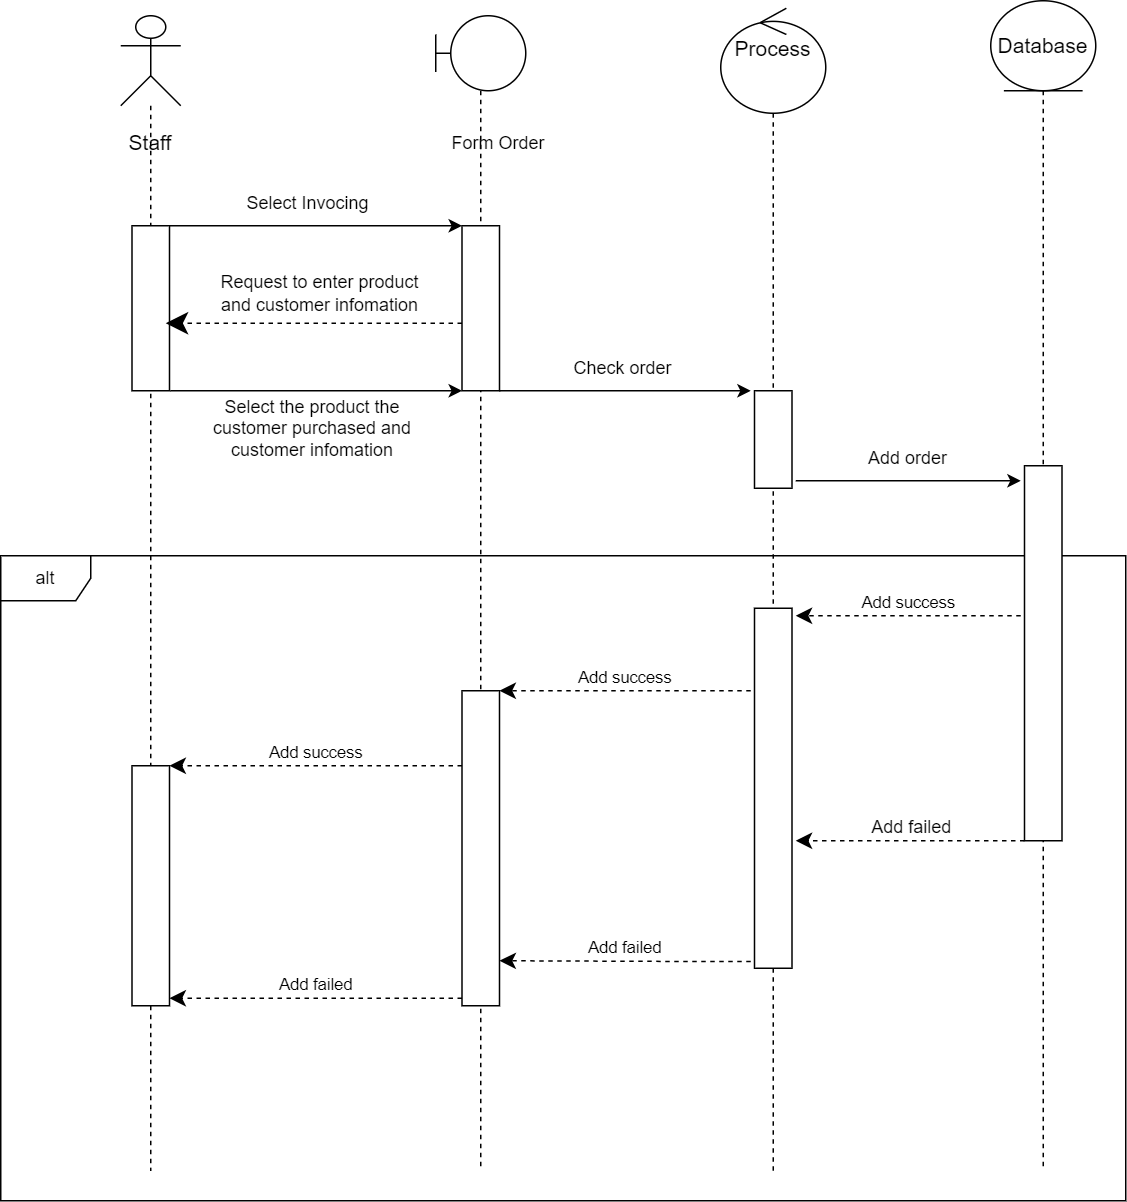 Staff
Form Order
Process
Database
Select Invocing
Request to enter product
and customer infomation
Check order
Select the product the
customer purchased and
customer infomation
Add order
alt
Add success
Add success
Add success
Add failed
Add failed
Add failed